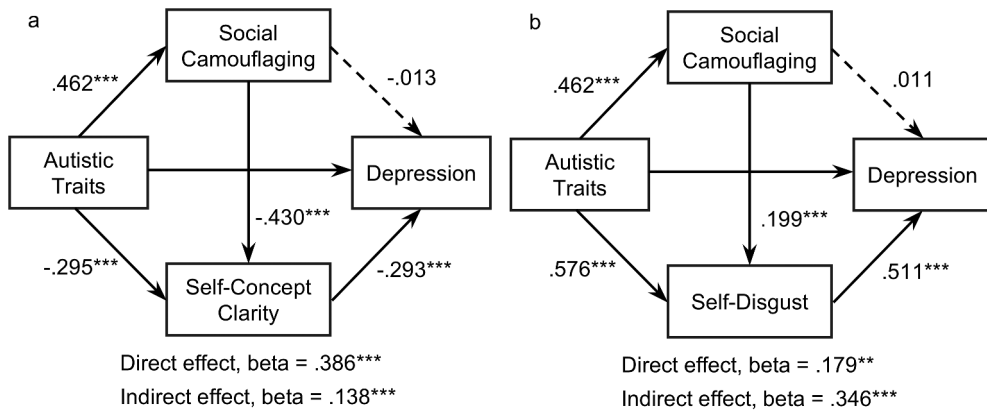 a
Social
Camouflaging
.462***
-.013
Autistic
Traits
Depression
-.430***
-.295***
-.293***
Self-Concept
Clarity
Direct effect, beta = .386***
Indirect effect, beta = .138***
b
Social
Camouflaging
.462***
.011
Autistic
Traits
Depression
.199***
.576***
.511***
Self-Disgust
Direct effect, beta = .179**
Indirect effect, beta = .346***